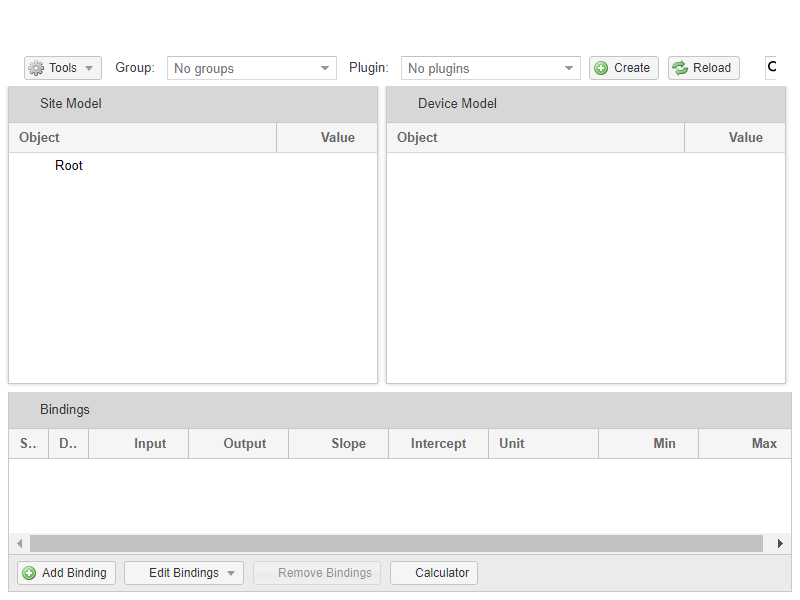 Tools Group: No groups Plugin: No plugins Create Reload
Site Model Device Model
Object Value Object Value
Root
Bindings
S.. D.. Input Output Slope Intercept Unit Min Max
Add Binding Edit Bindings Remove Bindings Calculator